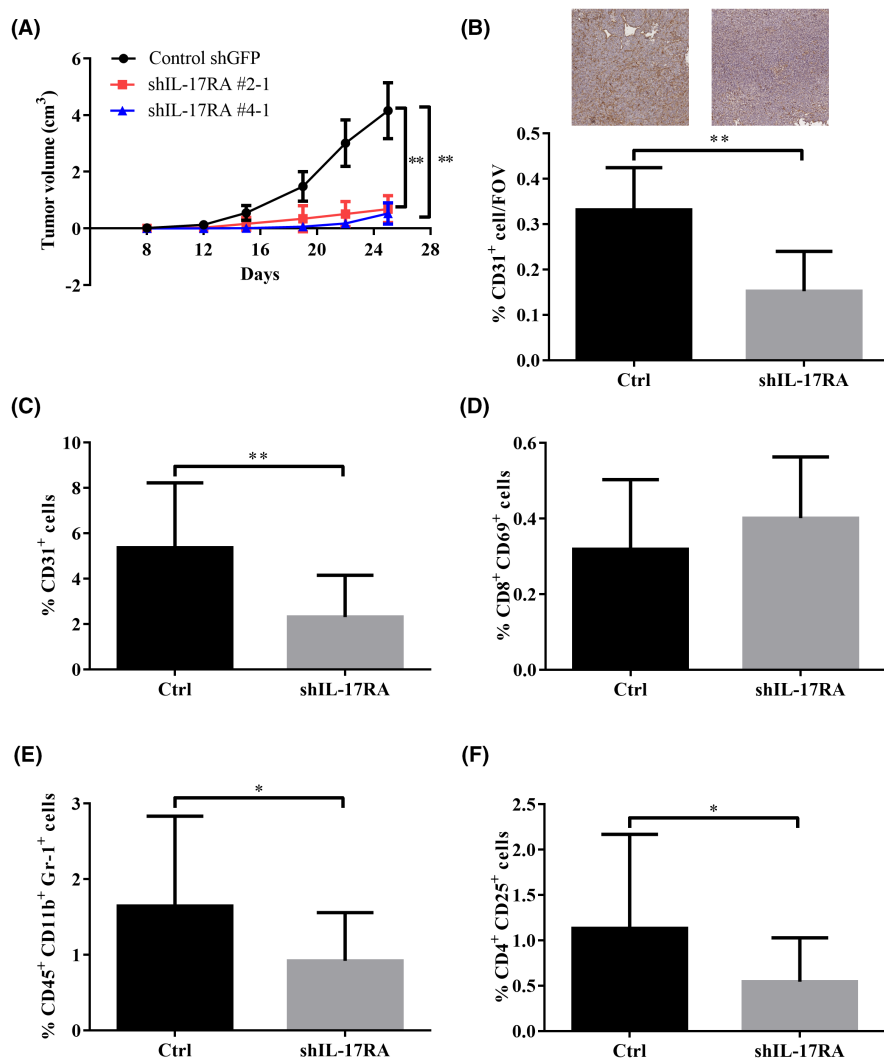 (A)
Control shGFP
shIL-17RA #2-1
shIL-17RA #4-1
Tumor volume (cm³)
6
4
2
0
-2
8 12 16 20 24 28
Days
**
**
(B)
**
% CD31⁺ cell/FOV
0.5
0.4
0.3
0.2
0.1
0.0
Ctrl shIL-17RA
(C)
**
% CD31⁺ cells
10
8
6
4
2
0
Ctrl shIL-17RA
(D)
% CD8⁺ CD69⁺ cells
0.6
0.4
0.2
0.0
Ctrl shIL-17RA
(E)
*
% CD45⁺ CD11b⁺ Gr-1⁺ cells
3
2
1
0
Ctrl shIL-17RA
(F)
*
% CD4⁺ CD25⁺ cells
2.5
2.0
1.5
1.0
0.5
0.0
Ctrl shIL-17RA